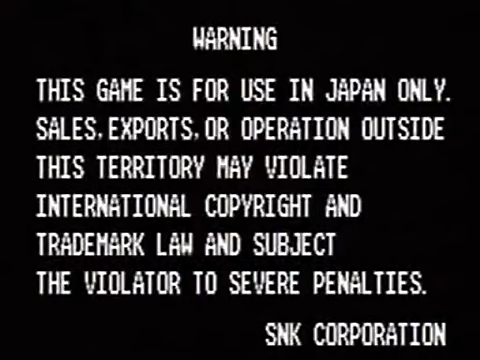 WARNING
THIS GAME IS FOR USE IN JAPAN ONLY.
SALES, EXPORTS, OR OPERATION OUTSIDE
THIS TERRITORY MAY VIOLATE
INTERNATIONAL COPYRIGHT AND
TRADEMARK LAW AND SUBJECT
THE VIOLATOR TO SEVERE PENALTIES.
SNK CORPORATION